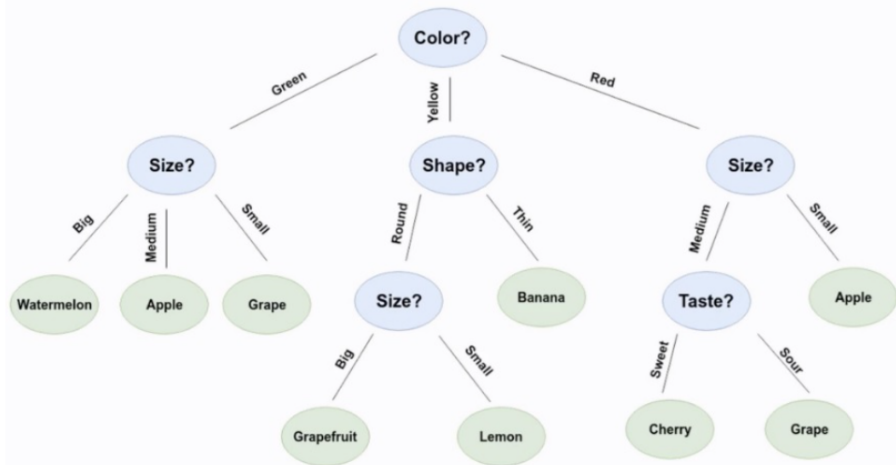 Color?
Green
Yellow
Red
Size?
Shape?
Size?
Big
Medium
Small
Round
Thin
Medium
Small
Watermelon
Apple
Grape
Size?
Banana
Taste?
Apple
Big
Small
Sweet
Sour
Grapefruit
Lemon
Cherry
Grape